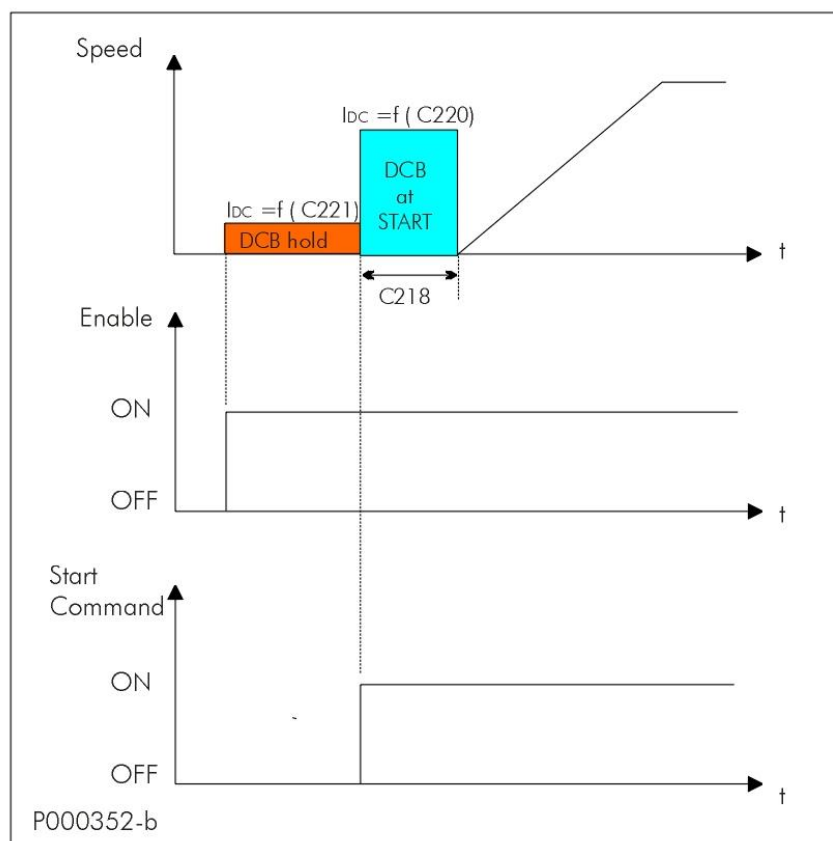 Speed
IDC =f ( C220)
DCB
at
START
IDC =f ( C221)
DCB hold
t
C218
Enable
ON
OFF
t
Start
Command
ON
OFF
t
P000352-b